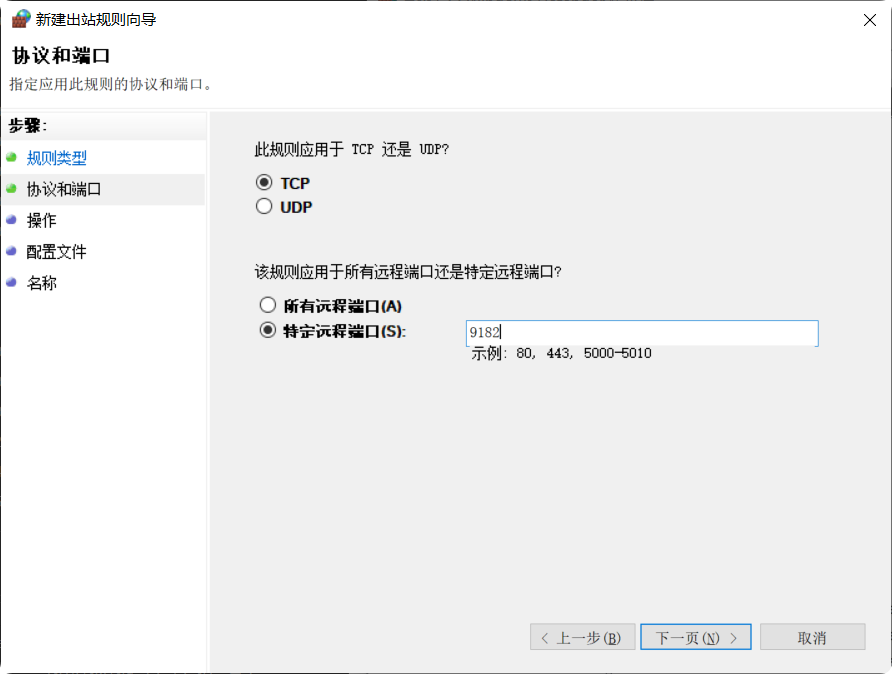 新建出站规则向导
协议和端口
指定应用此规则的协议和端口。
步骤:
规则类型
协议和端口
操作
配置文件
名称
此规则应用于 TCP 还是 UDP?
TCP
UDP
该规则应用于所有远程端口还是特定远程端口?
所有远程端口(A)
特定远程端口(S):
9182
示例: 80, 443, 5000-5010
< 上一步(B)
下一页(N) >
取消